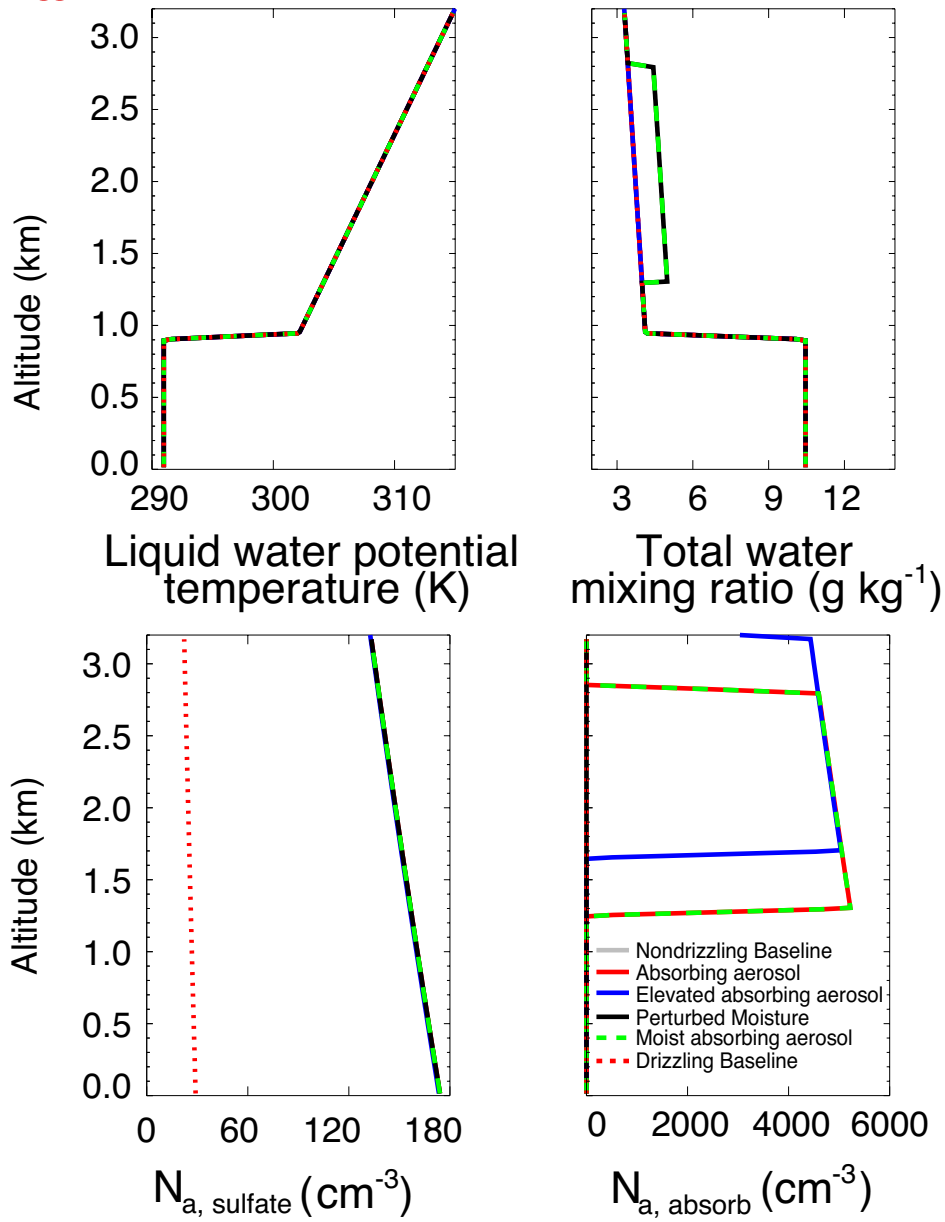 3.0
2.5
2.0
1.5
1.0
0.5
0.0
Altitude (km)
290 300 310
Liquid water potential
temperature (K)
3 6 9 12
Total water
mixing ratio (g kg⁻¹)
3.0
2.5
2.0
1.5
1.0
0.5
0.0
Altitude (km)
0 60 120 180
Na, sulfate (cm⁻³)
Nondrizzling Baseline
Absorbing aerosol
Elevated absorbing aerosol
Perturbed Moisture
Moist absorbing aerosol
Drizzling Baseline
0 2000 4000 6000
Na, absorb (cm⁻³)